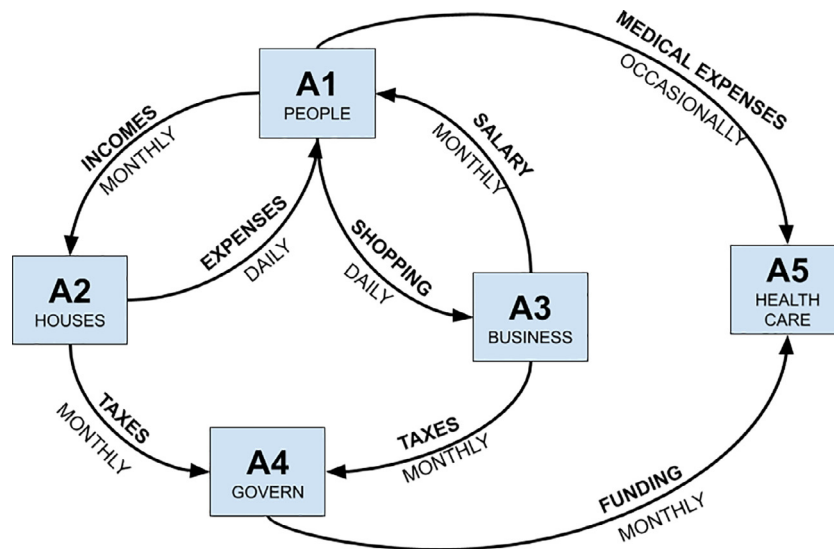 A1
PEOPLE
MEDICAL EXPENSES
OCCASIONALLY
INCOMES
MONTHLY
SALARY
MONTHLY
EXPENSES
DAILY
SHOPPING
DAILY
A2
HOUSES
A3
BUSINESS
A5
HEALTH
CARE
TAXES
MONTHLY
A4
GOVERN
TAXES
MONTHLY
FUNDING
MONTHLY